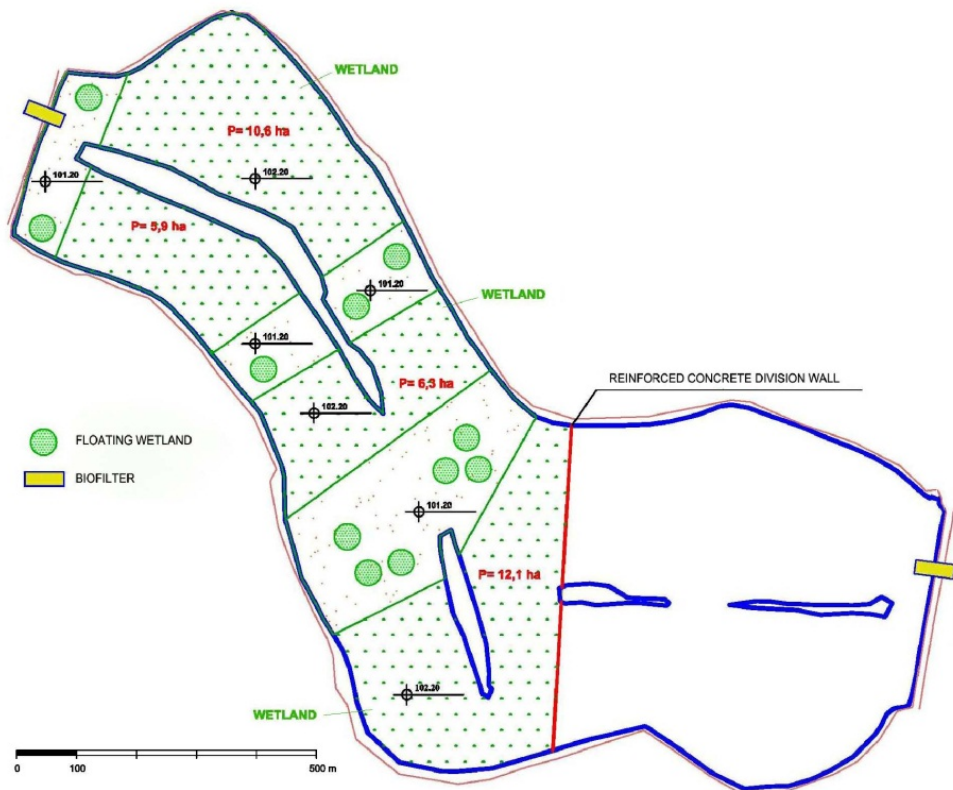 WETLAND
P= 10,6 ha
101.20
102.20
P= 5,9 ha
101.20
WETLAND
101.20
P= 6,3 ha
REINFORCED CONCRETE DIVISION WALL
102.20
FLOATING WETLAND
BIOFILTER
101.20
P= 12,1 ha
102.20
WETLAND
0 100 500 m